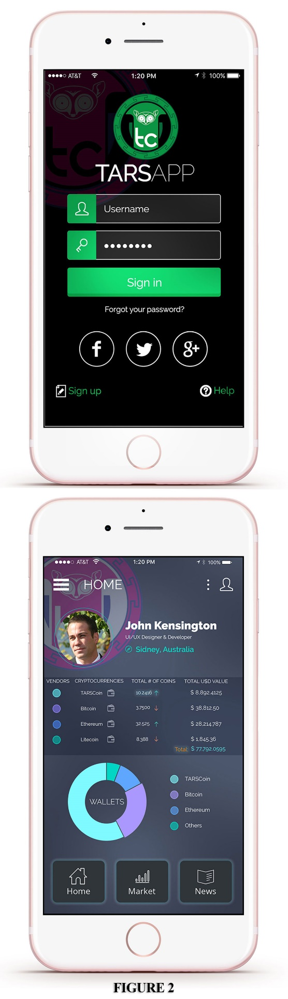 AT&T 1:20 PM 100%
tc
tc
TARSAPP
Username
Sign in
Forgot your password?
f g+
Sign up Help
AT&T 1:20 PM 100%
HOME
John Kensington
UI/UX Designer & Developer
Sidney, Australia
VENDORS CRYPTOCURRENCIES TOTAL # OF COINS TOTAL U$D VALUE
TARSCoin 10.2416 $ 8,892.4125
Bitcoin 3.7500 $ 38,812.50
Ethereum 32.525 $ 28,214.787
Litecoin 8.388 $ 1,845.36
Total: $ 77,792.0595
WALLETS
TARSCoin
Bitcoin
Ethereum
Others
Home Market News
FIGURE 2